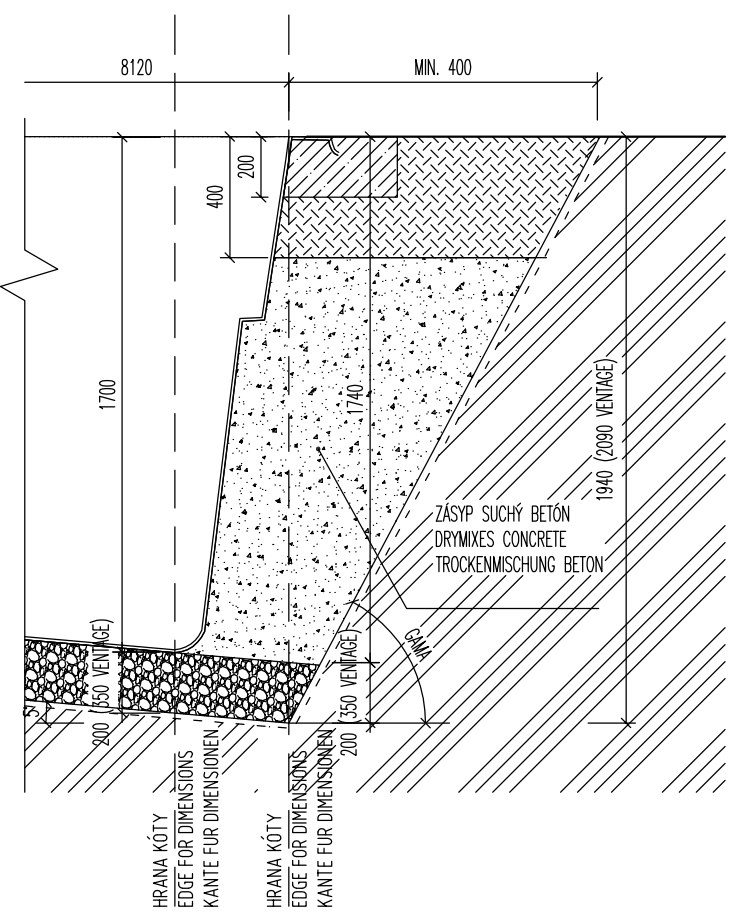 8120
MIN. 400
200
400
1700
1740
1940 (2090 VENTAGE)
ZÁSYP SUCHÝ BETÓN
DRYMIXES CONCRETE
TROCKENMISCHUNG BETON
GAMA
200 (350 VENTAGE)
200 (350 VENTAGE)
HRANA KÓTY
EDGE FOR DIMENSIONS
KANTE FUR DIMENSIONEN
HRANA KÓTY
EDGE FOR DIMENSIONS
KANTE FUR DIMENSIONEN